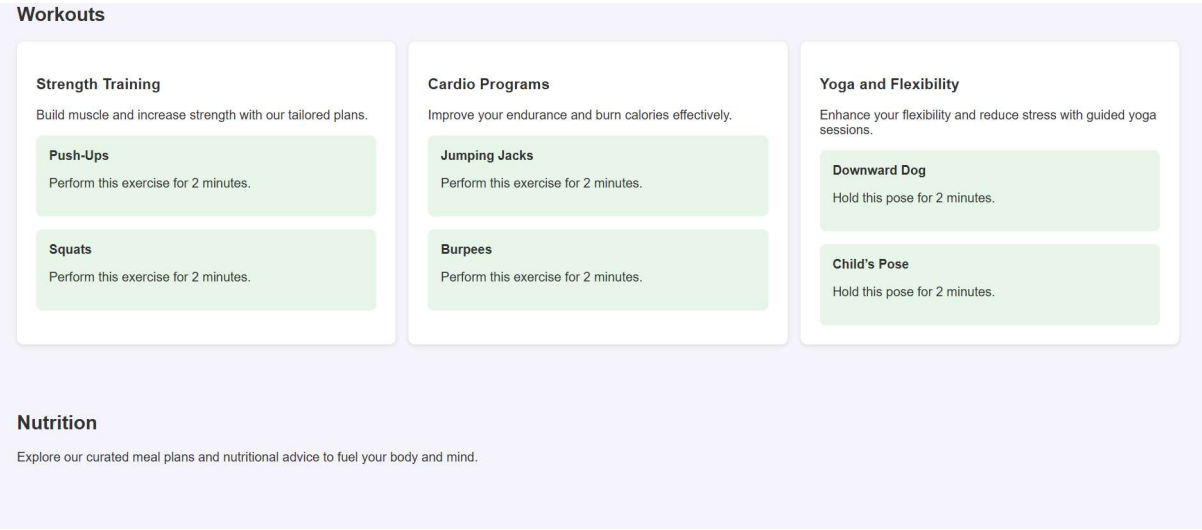 Workouts
Strength Training
Build muscle and increase strength with our tailored plans.
Push-Ups
Perform this exercise for 2 minutes.
Squats
Perform this exercise for 2 minutes.
Cardio Programs
Improve your endurance and burn calories effectively.
Jumping Jacks
Perform this exercise for 2 minutes.
Burpees
Perform this exercise for 2 minutes.
Yoga and Flexibility
Enhance your flexibility and reduce stress with guided yoga
sessions.
Downward Dog
Hold this pose for 2 minutes.
Child’s Pose
Hold this pose for 2 minutes.
Nutrition
Explore our curated meal plans and nutritional advice to fuel your body and mind.